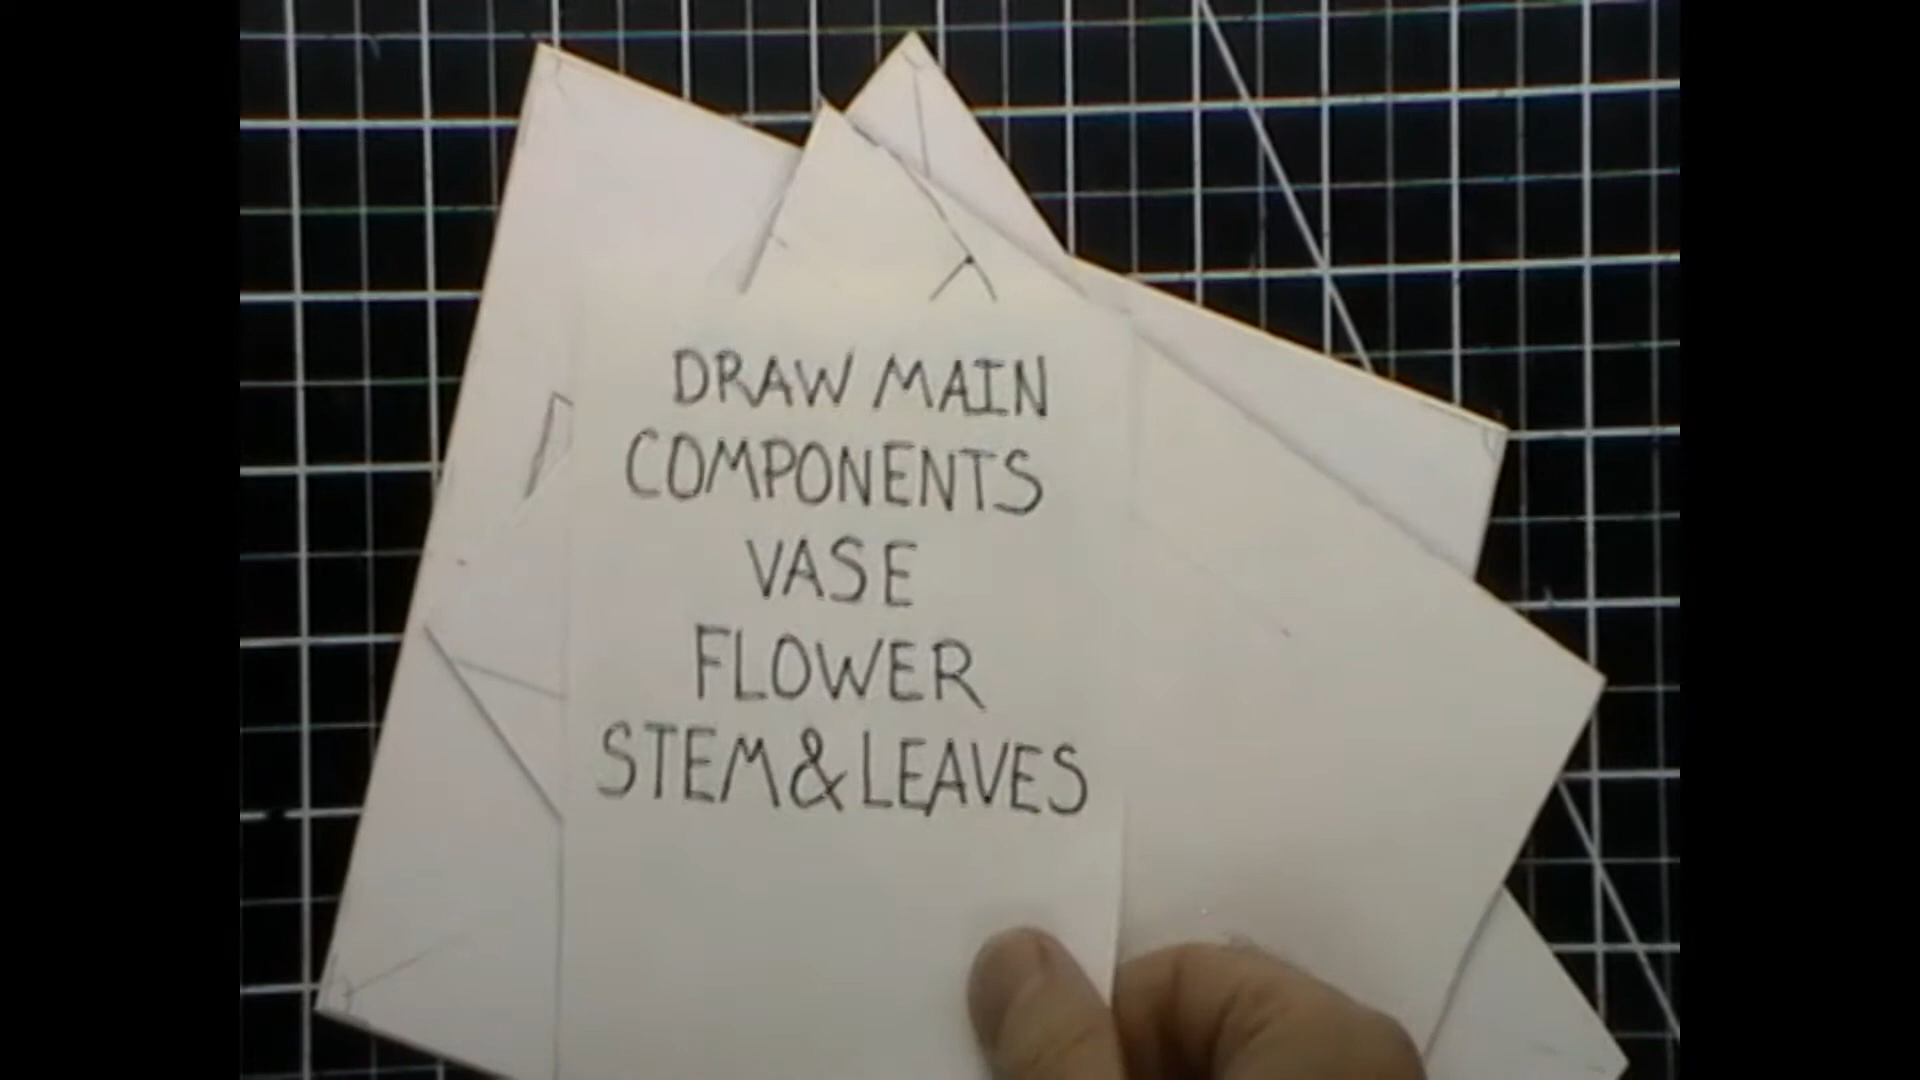 DRAW MAIN
COMPONENTS
VASE
FLOWER
STEM & LEAVES